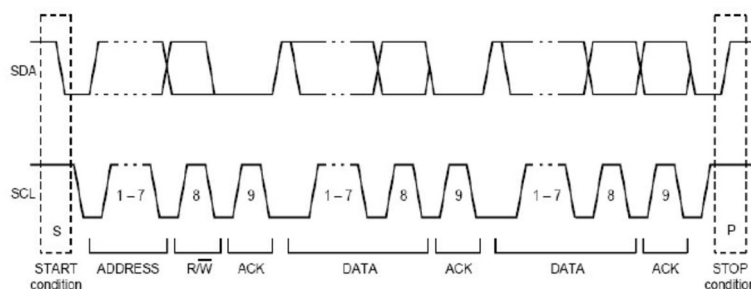 SDA
SCL
1 – 7 8 9 1 – 7 8 9 1 – 7 8 9
S P
START condition ADDRESS R/W̅ ACK DATA ACK DATA ACK STOP condition